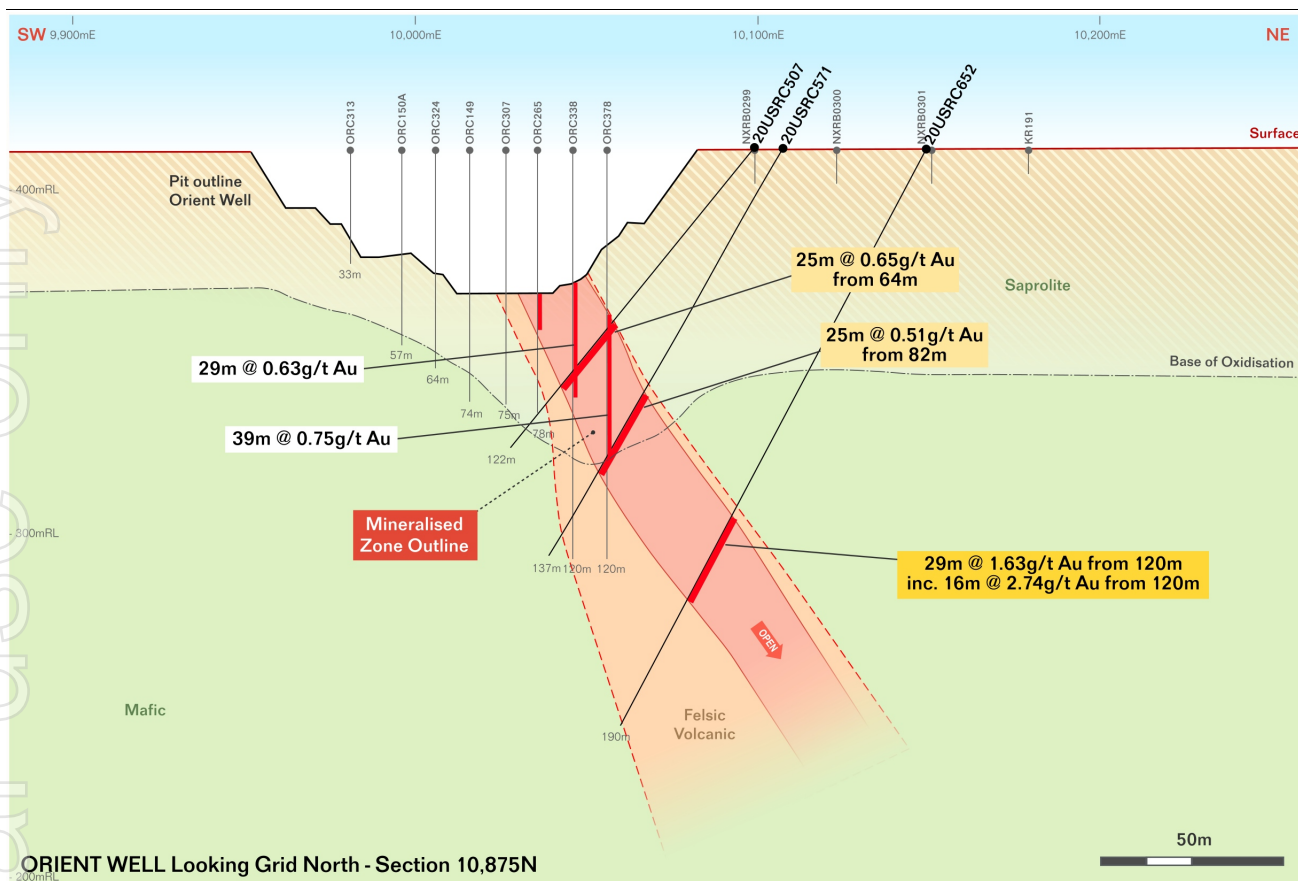 SW
9,900mE
10,000mE
10,100mE
10,200mE
NE
ORC313
ORC150A
ORC324
ORC149
ORC307
ORC265
ORC338
ORC378
NXRB0299
20USRC507
20USRC571
NXRB0300
NXRB0301
20USRC652
KR191
Surface
Pit outline
Orient Well
400mRL
25m @ 0.65g/t Au
from 64m
Saprolite
33m
25m @ 0.51g/t Au
from 82m
57m
29m @ 0.63g/t Au
64m
Base of Oxidisation
74m
75m
78m
39m @ 0.75g/t Au
122m
Mineralised
Zone Outline
300mRL
137m
120m
120m
29m @ 1.63g/t Au from 120m
inc. 16m @ 2.74g/t Au from 120m
OPEN
Mafic
Felsic
Volcanic
190m
50m
ORIENT WELL Looking Grid North - Section 10,875N
200mRL